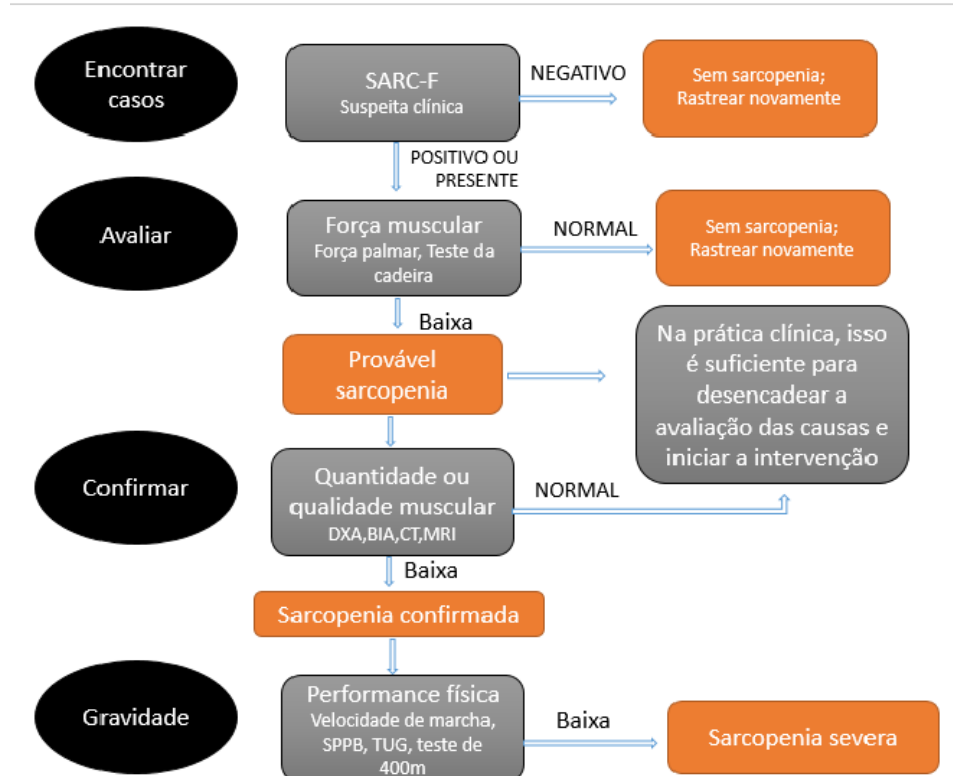 Encontrar
casos
SARC-F
Suspeita clínica
NEGATIVO
Sem sarcopenia;
Rastrear novamente
POSITIVO OU
PRESENTE
Avaliar
Força muscular
Força palmar, Teste da
cadeira
NORMAL
Sem sarcopenia;
Rastrear novamente
Baixa
Provável
sarcopenia
Na prática clínica, isso
é suficiente para
desencadear a
avaliação das causas e
iniciar a intervenção
Confirmar
Quantidade ou
qualidade muscular
DXA,BIA,CT,MRI
NORMAL
Baixa
Sarcopenia confirmada
Gravidade
Performance física
Velocidade de marcha,
SPPB, TUG, teste de
400m
Baixa
Sarcopenia severa